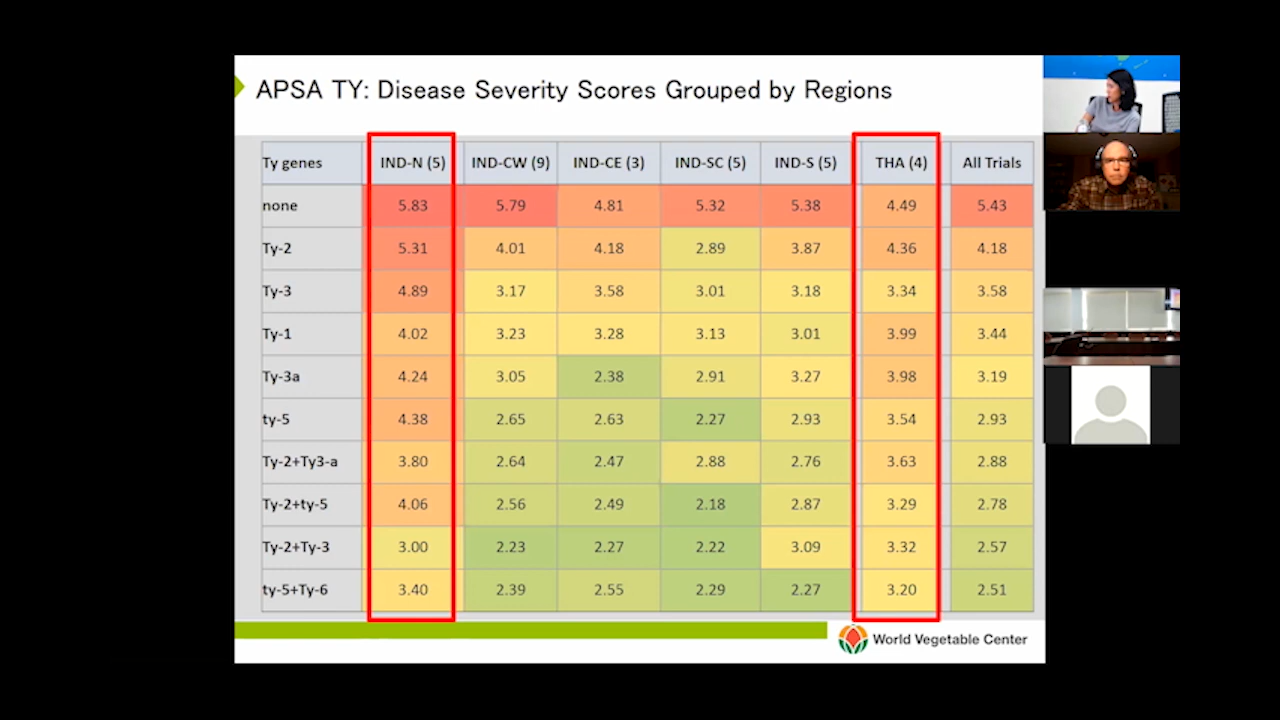 APSA TY: Disease Severity Scores Grouped by Regions
Ty genes IND-N (5) IND-CW (9) IND-CE (3) IND-SC (5) IND-S (5) THA (4) All Trials
none 5.83 5.79 4.81 5.32 5.38 4.49 5.43
Ty-2 5.31 4.01 4.18 2.89 3.87 4.36 4.18
Ty-3 4.89 3.17 3.58 3.01 3.18 3.34 3.58
Ty-1 4.02 3.23 3.28 3.13 3.01 3.99 3.44
Ty-3a 4.24 3.05 2.38 2.91 3.27 3.98 3.19
ty-5 4.38 2.65 2.63 2.27 2.93 3.54 2.93
Ty-2+Ty3-a 3.80 2.64 2.47 2.88 2.76 3.63 2.88
Ty-2+ty-5 4.06 2.56 2.49 2.18 2.87 3.29 2.78
Ty-2+Ty-3 3.00 2.23 2.27 2.22 3.09 3.32 2.57
ty-5+Ty-6 3.40 2.39 2.55 2.29 2.27 3.20 2.51
World Vegetable Center